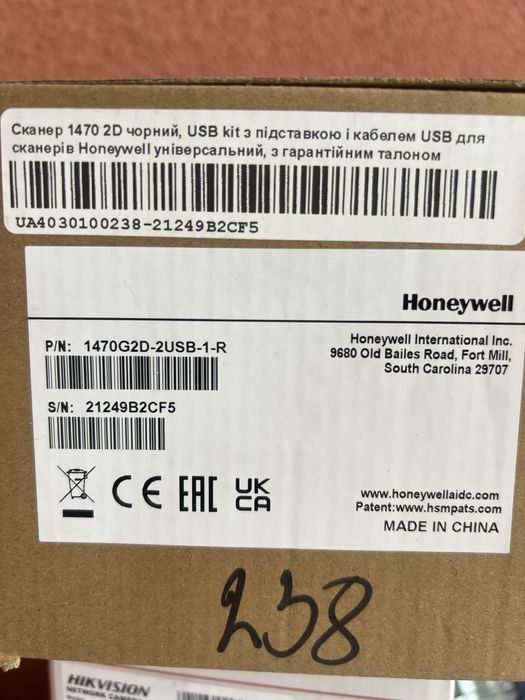 Сканер 1470 2D чорний, USB kit з підставкою і кабелем USB для
сканерів Honeywell універсальний, з гарантійним талоном
UA4030100238-21249B2CF5
Honeywell
P/N: 1470G2D-2USB-1-R
Honeywell International Inc.
9680 Old Bailes Road, Fort Mill,
South Carolina 29707
S/N: 21249B2CF5
CE EAC UK
CA
www.honeywellaidc.com
Patent:www.hsmpats.com
MADE IN CHINA
238
HIKVISION
NETWORK CAMERA